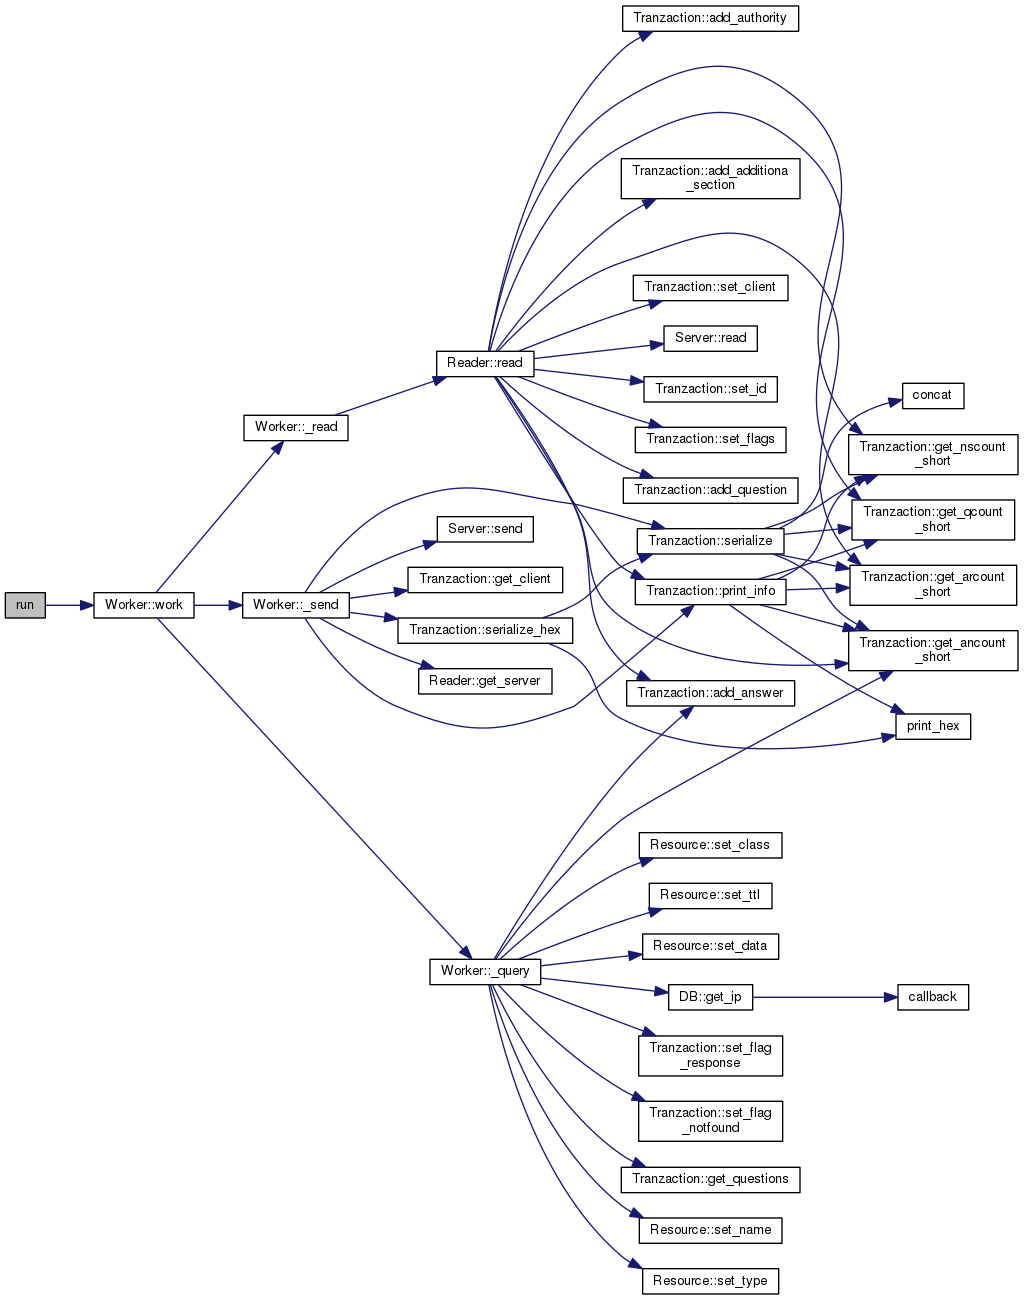 Tranzaction::add_authority
Tranzaction::add_additiona
_section
Tranzaction::set_client
Server::read
Reader::read
Tranzaction::set_id
concat
Worker::_read
Tranzaction::set_flags
Tranzaction::get_nscount
_short
Tranzaction::add_question
Tranzaction::get_qcount
_short
Server::send
Tranzaction::serialize
Tranzaction::get_client
Tranzaction::get_arcount
_short
Tranzaction::print_info
run
Worker::work
Worker::_send
Tranzaction::serialize_hex
Tranzaction::get_ancount
_short
Reader::get_server
Tranzaction::add_answer
print_hex
Resource::set_class
Resource::set_ttl
Resource::set_data
Worker::_query
DB::get_ip
callback
Tranzaction::set_flag
_response
Tranzaction::set_flag
_notfound
Tranzaction::get_questions
Resource::set_name
Resource::set_type